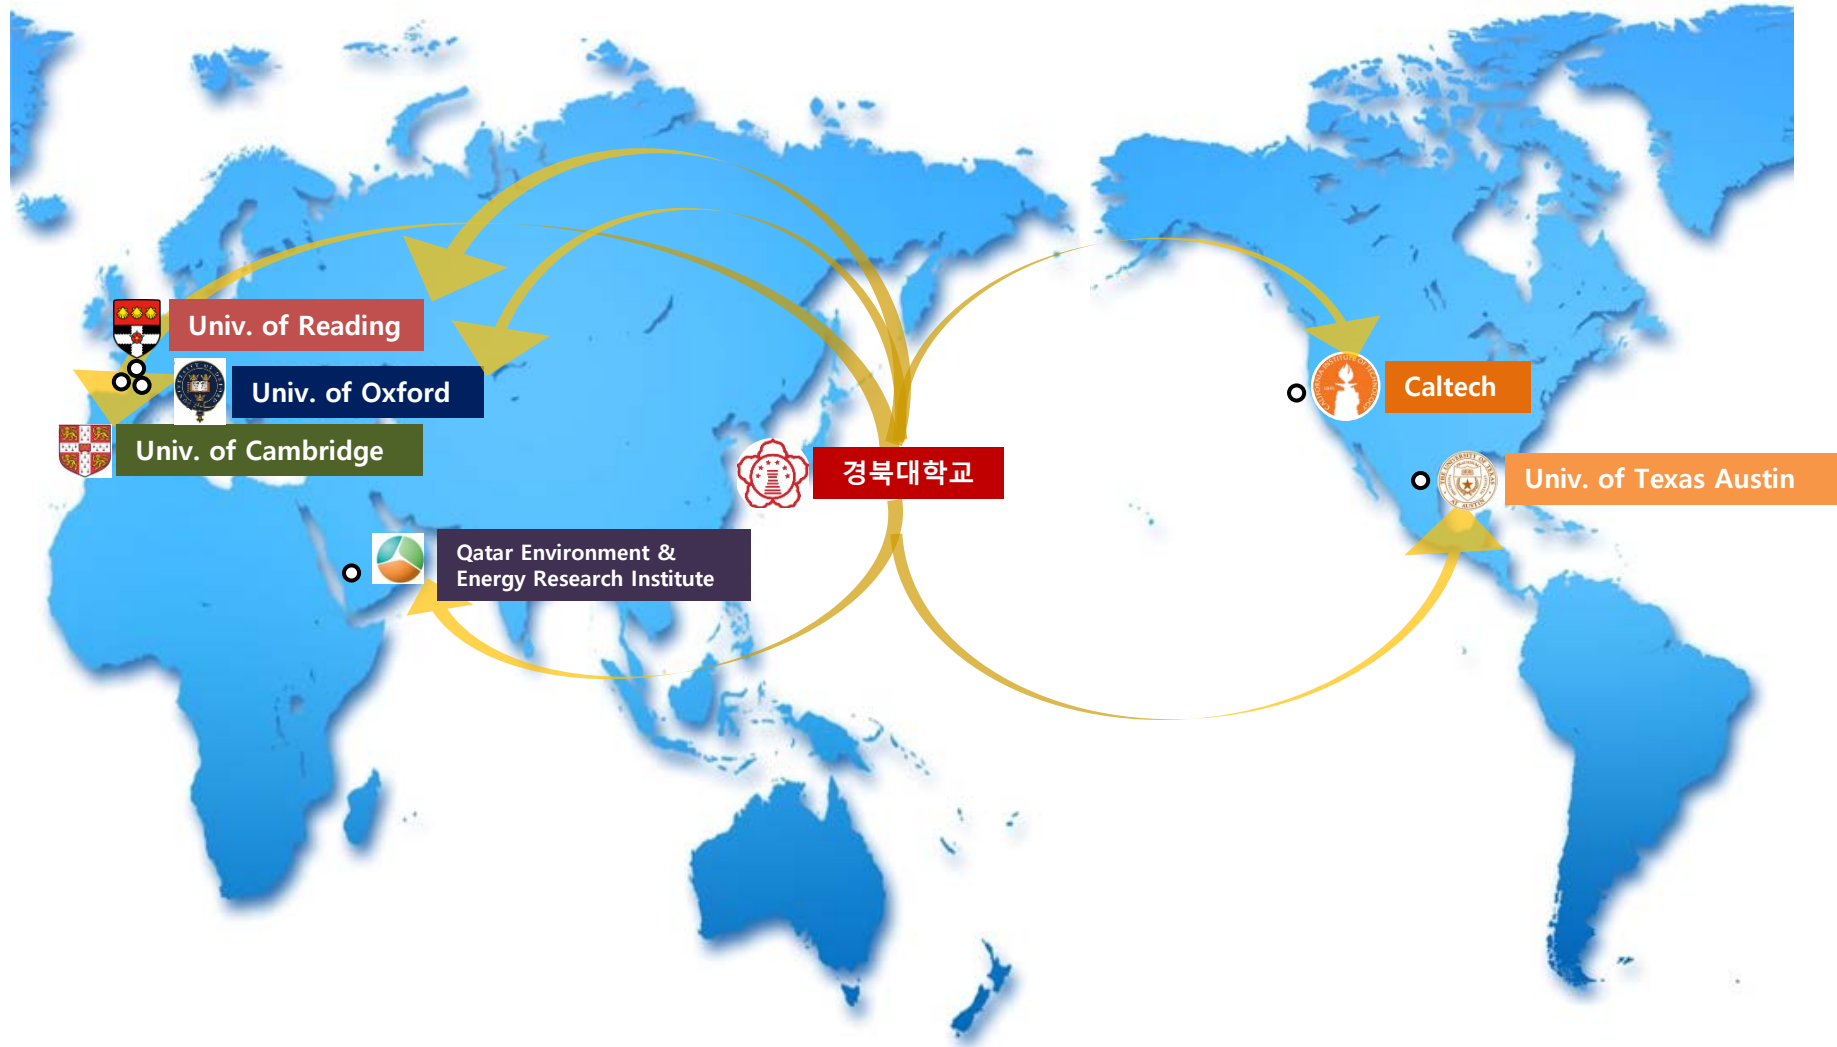 Univ. of Reading
Univ. of Oxford
Univ. of Cambridge
경북대학교
Caltech
Univ. of Texas Austin
Qatar Environment &
Energy Research Institute